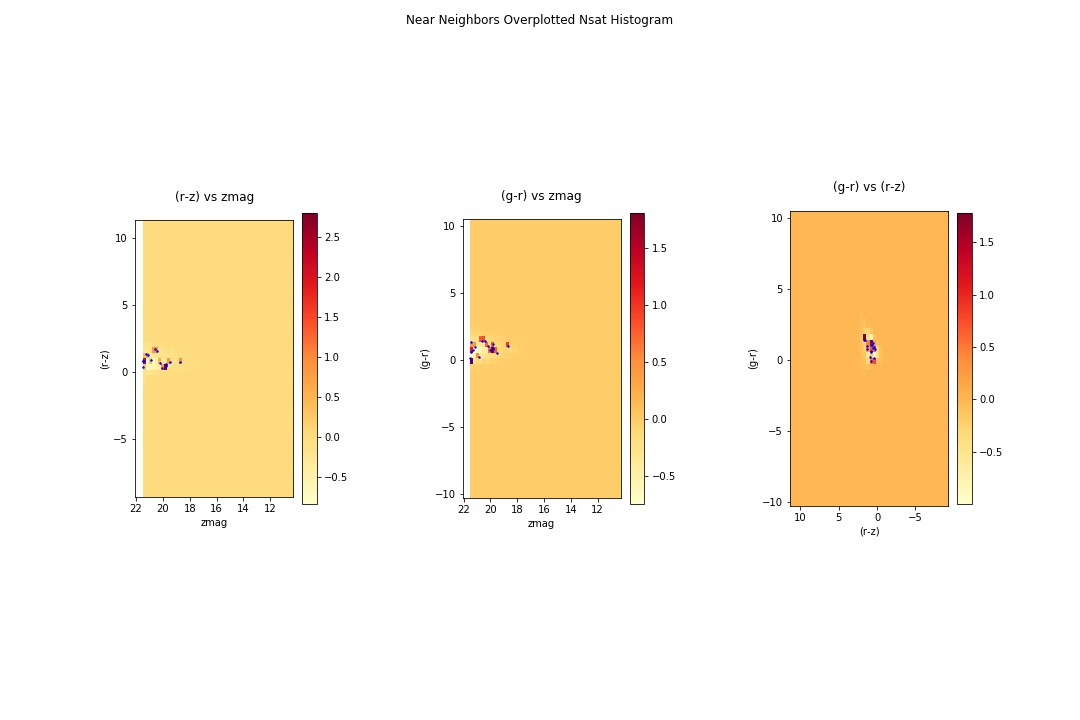 Near Neighbors Overplotted Nsat Histogram
(r-z) vs zmag
10
5
0
−5
(r-z)
22 20 18 16 14 12
zmag
2.5
2.0
1.5
1.0
0.5
0.0
−0.5
(g-r) vs zmag
10
5
0
−5
−10
(g-r)
22 20 18 16 14 12
zmag
1.5
1.0
0.5
0.0
−0.5
(g-r) vs (r-z)
10
5
0
−5
−10
(g-r)
10 5 0 −5
(r-z)
1.5
1.0
0.5
0.0
−0.5